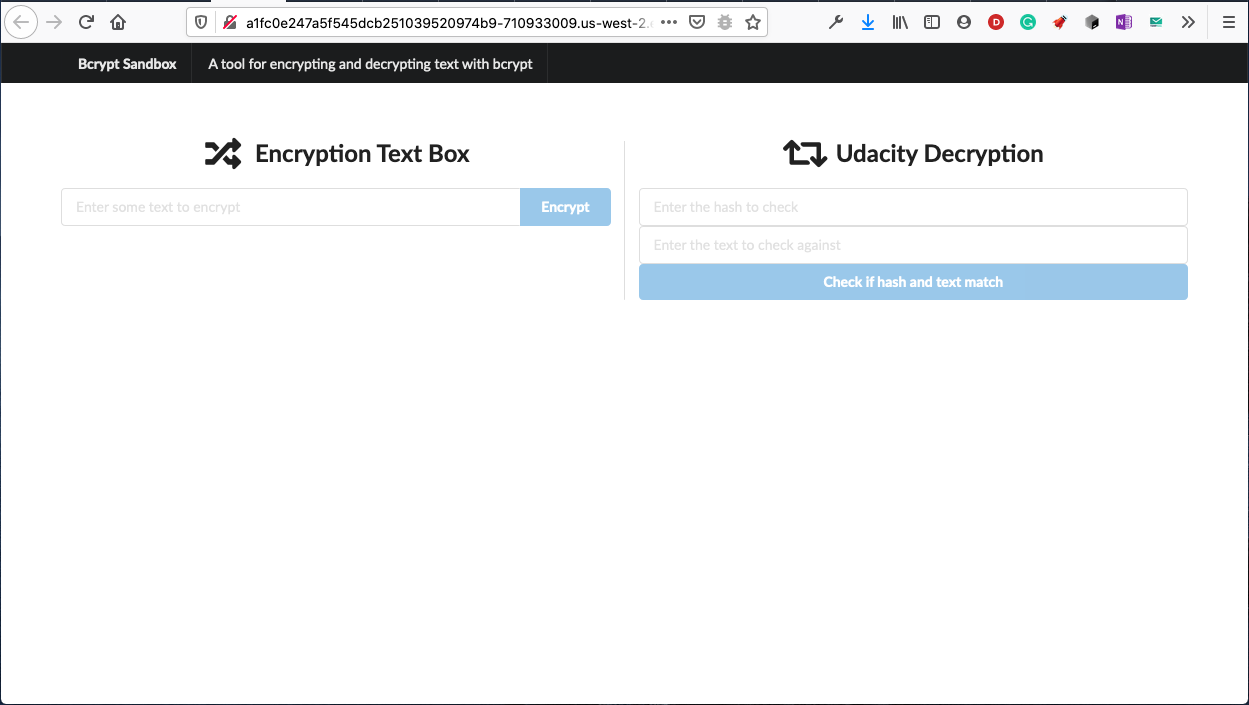 a1fc0e247a5f545dcb251039520974b9-710933009.us-west-2.
Bcrypt Sandbox
A tool for encrypting and decrypting text with bcrypt
Encryption Text Box
Enter some text to encrypt
Encrypt
Udacity Decryption
Enter the hash to check
Enter the text to check against
Check if hash and text match